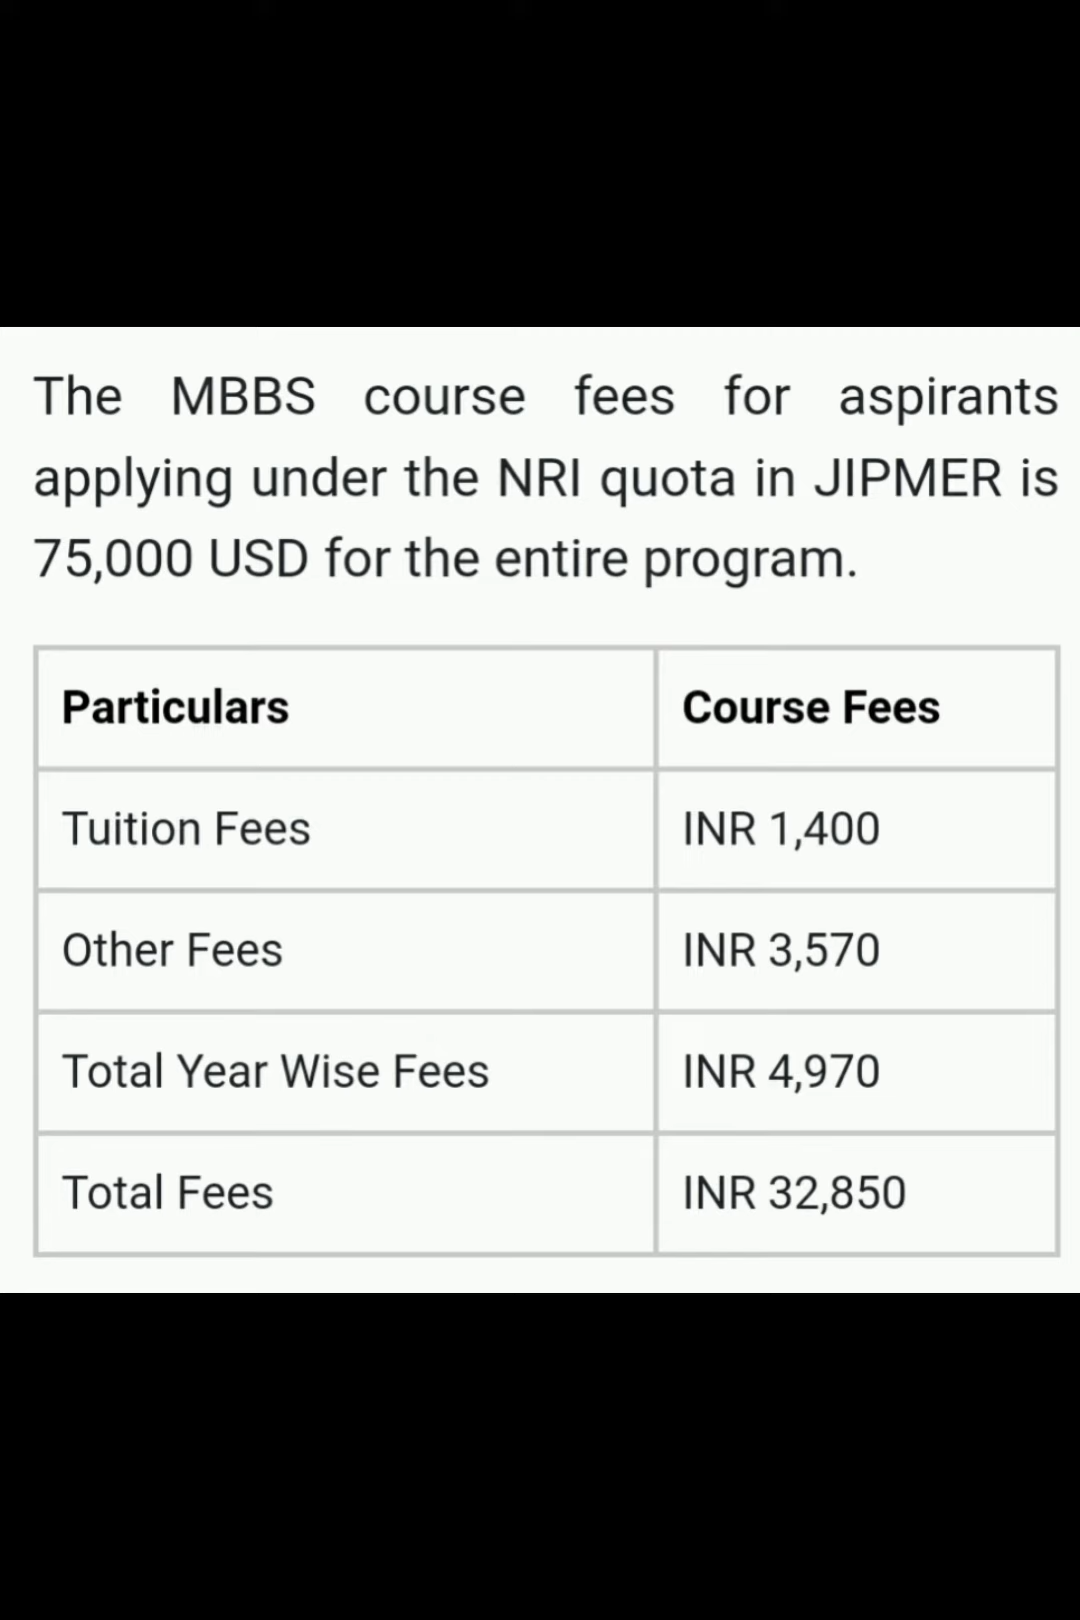 The MBBS course fees for aspirants
applying under the NRI quota in JIPMER is
75,000 USD for the entire program.
Particulars Course Fees
Tuition Fees INR 1,400
Other Fees INR 3,570
Total Year Wise Fees INR 4,970
Total Fees INR 32,850